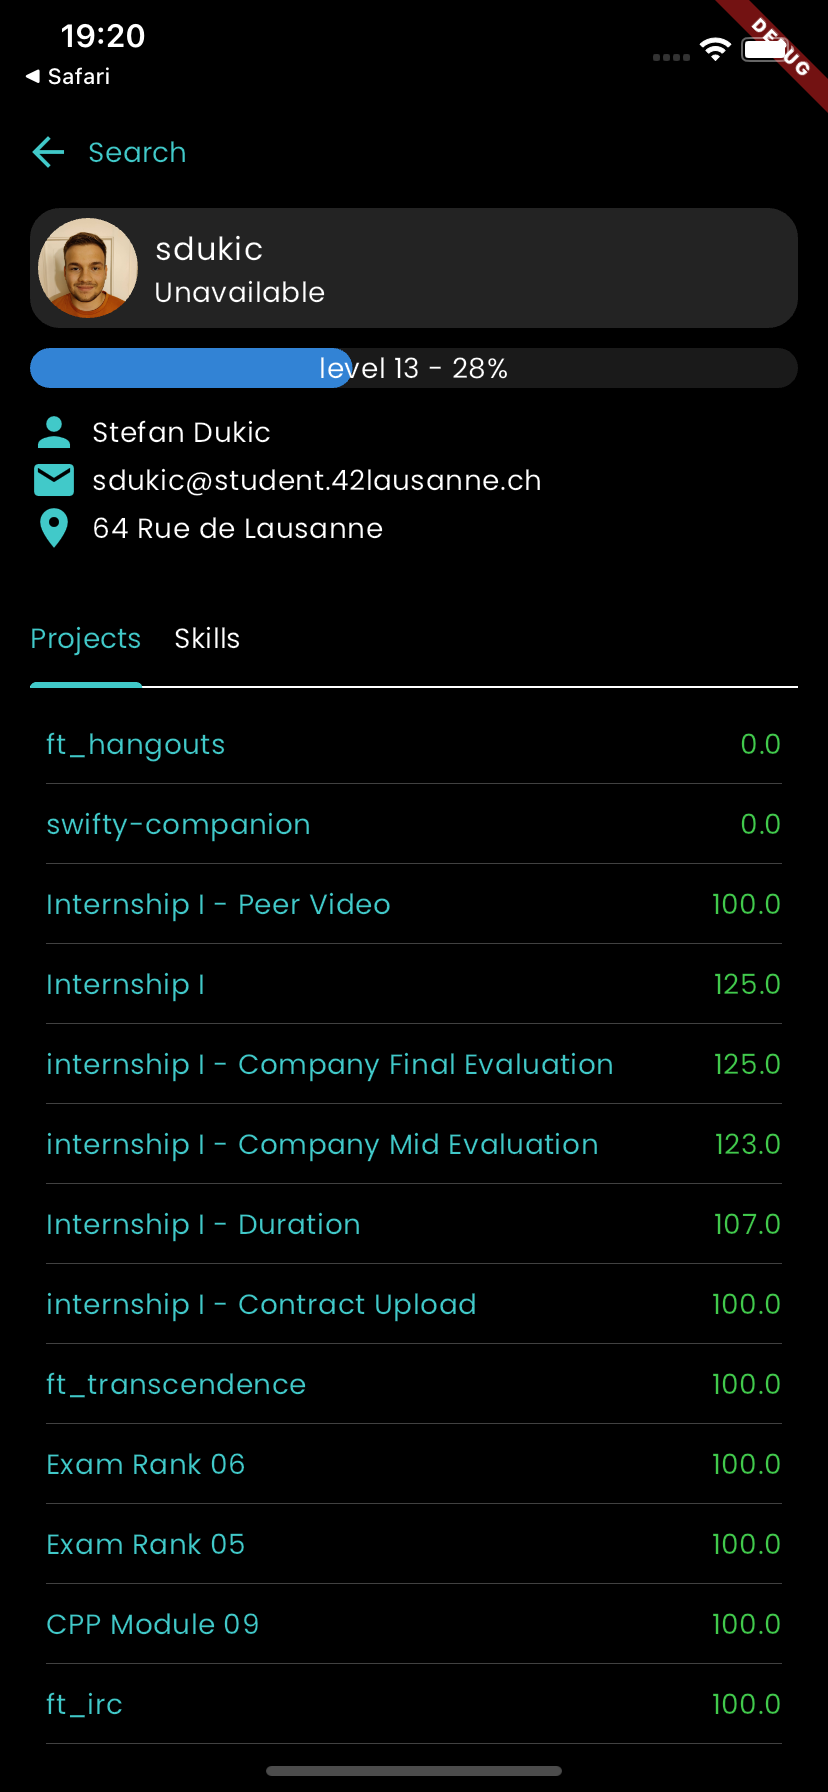 19:20
DEBUG
◀ Safari
Search
sdukic
Unavailable
level 13 - 28%
Stefan Dukic
sdukic@student.42lausanne.ch
64 Rue de Lausanne
Projects Skills
ft_hangouts 0.0
swifty-companion 0.0
Internship I - Peer Video 100.0
Internship I 125.0
internship I - Company Final Evaluation 125.0
internship I - Company Mid Evaluation 123.0
Internship I - Duration 107.0
internship I - Contract Upload 100.0
ft_transcendence 100.0
Exam Rank 06 100.0
Exam Rank 05 100.0
CPP Module 09 100.0
ft_irc 100.0